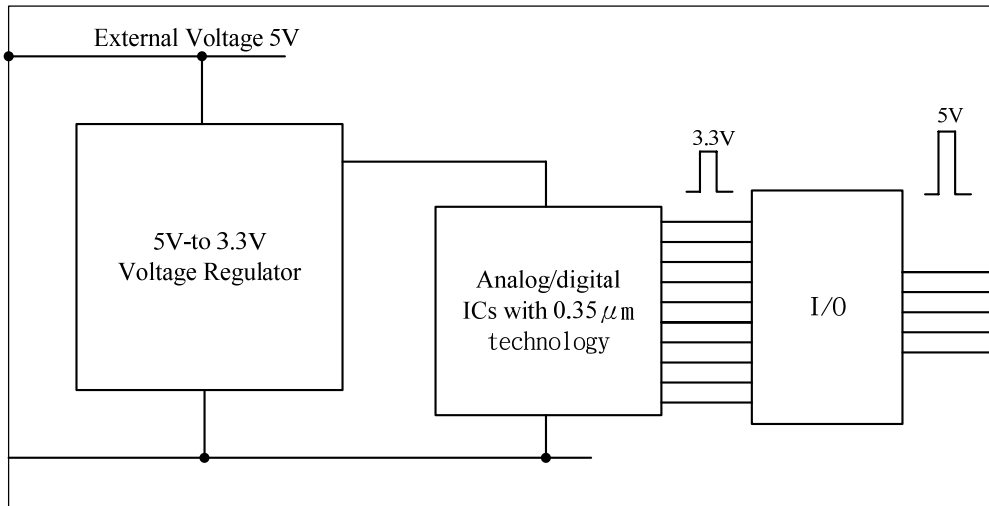 External Voltage 5V
5V-to 3.3V
Voltage Regulator
Analog/digital
ICs with 0.35μm
technology
3.3V
I/O
5V